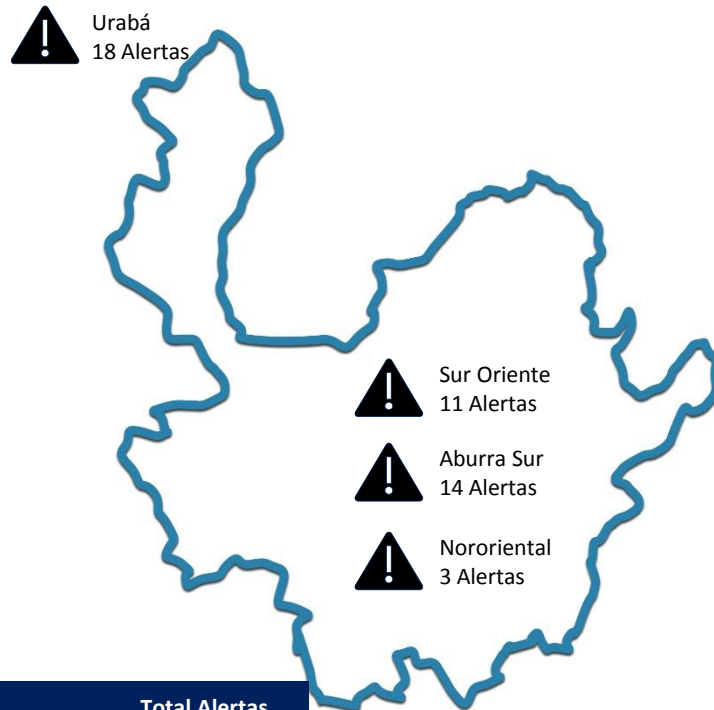 Urabá
18 Alertas
Sur Oriente
11 Alertas
Aburra Sur
14 Alertas
Nororiental
3 Alertas
Total Alertas